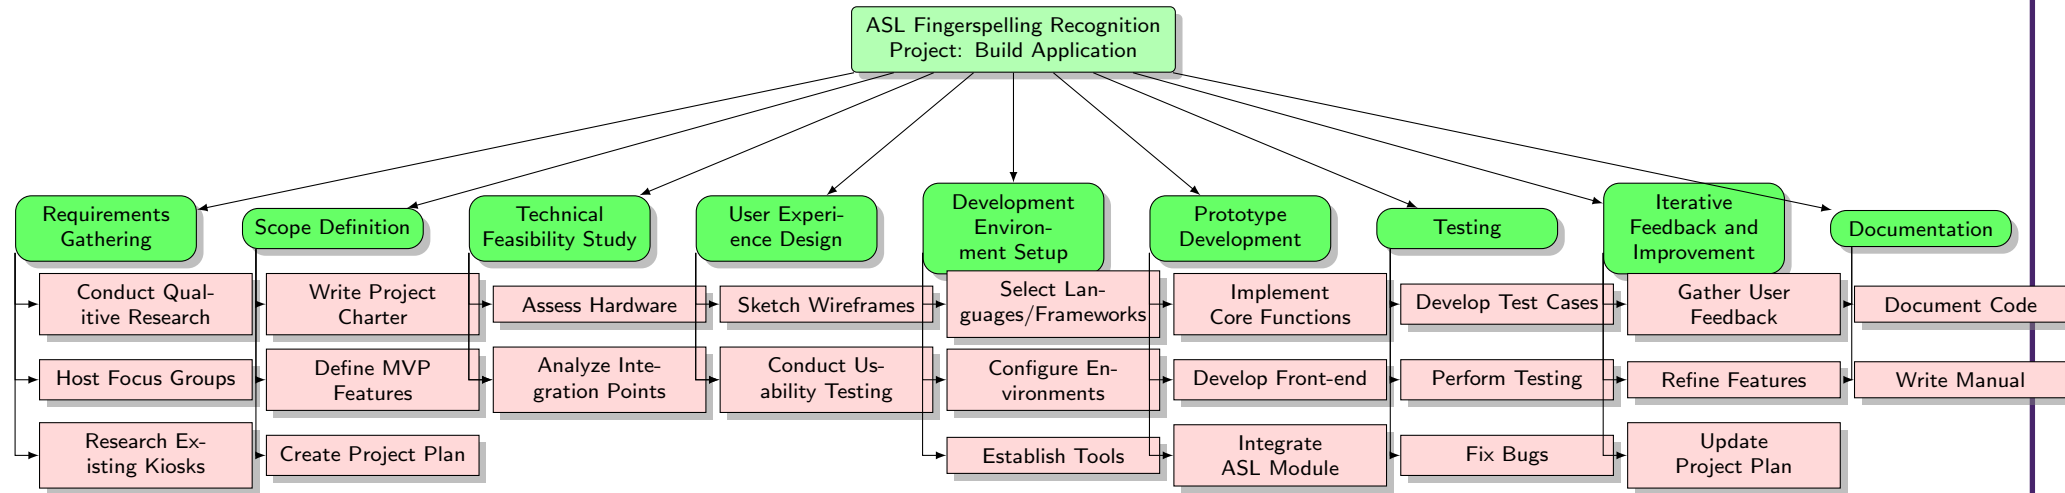 ASL Fingerspelling Recognition
Project: Build Application
Requirements
Gathering
Scope Definition
Technical
Feasibility Study
User Experi-
ence Design
Development
Environ-
ment Setup
Prototype
Development
Testing
Iterative
Feedback and
Improvement
Documentation
Conduct Qual-
itive Research
Write Project
Charter
Assess Hardware
Sketch Wireframes
Select Lan-
guages/Frameworks
Implement
Core Functions
Develop Test Cases
Gather User
Feedback
Document Code
Host Focus Groups
Define MVP
Features
Analyze Inte-
gration Points
Conduct Us-
ability Testing
Configure En-
vironments
Develop Front-end
Perform Testing
Refine Features
Write Manual
Research Ex-
isting Kiosks
Create Project Plan
Establish Tools
Integrate
ASL Module
Fix Bugs
Update
Project Plan